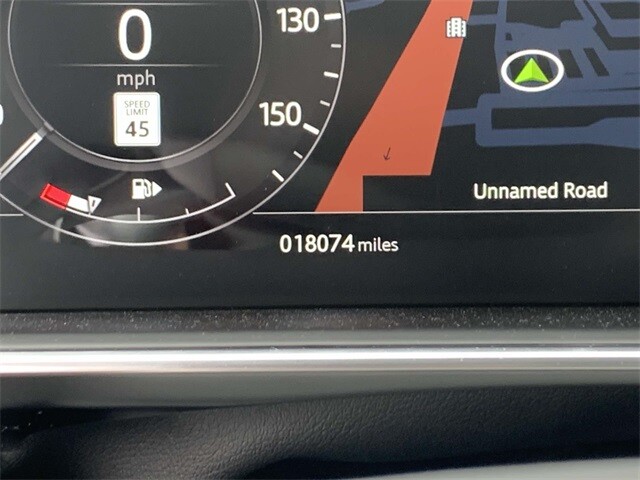 0
mph
SPEED
LIMIT
45
130
150
Unnamed Road
018074 miles